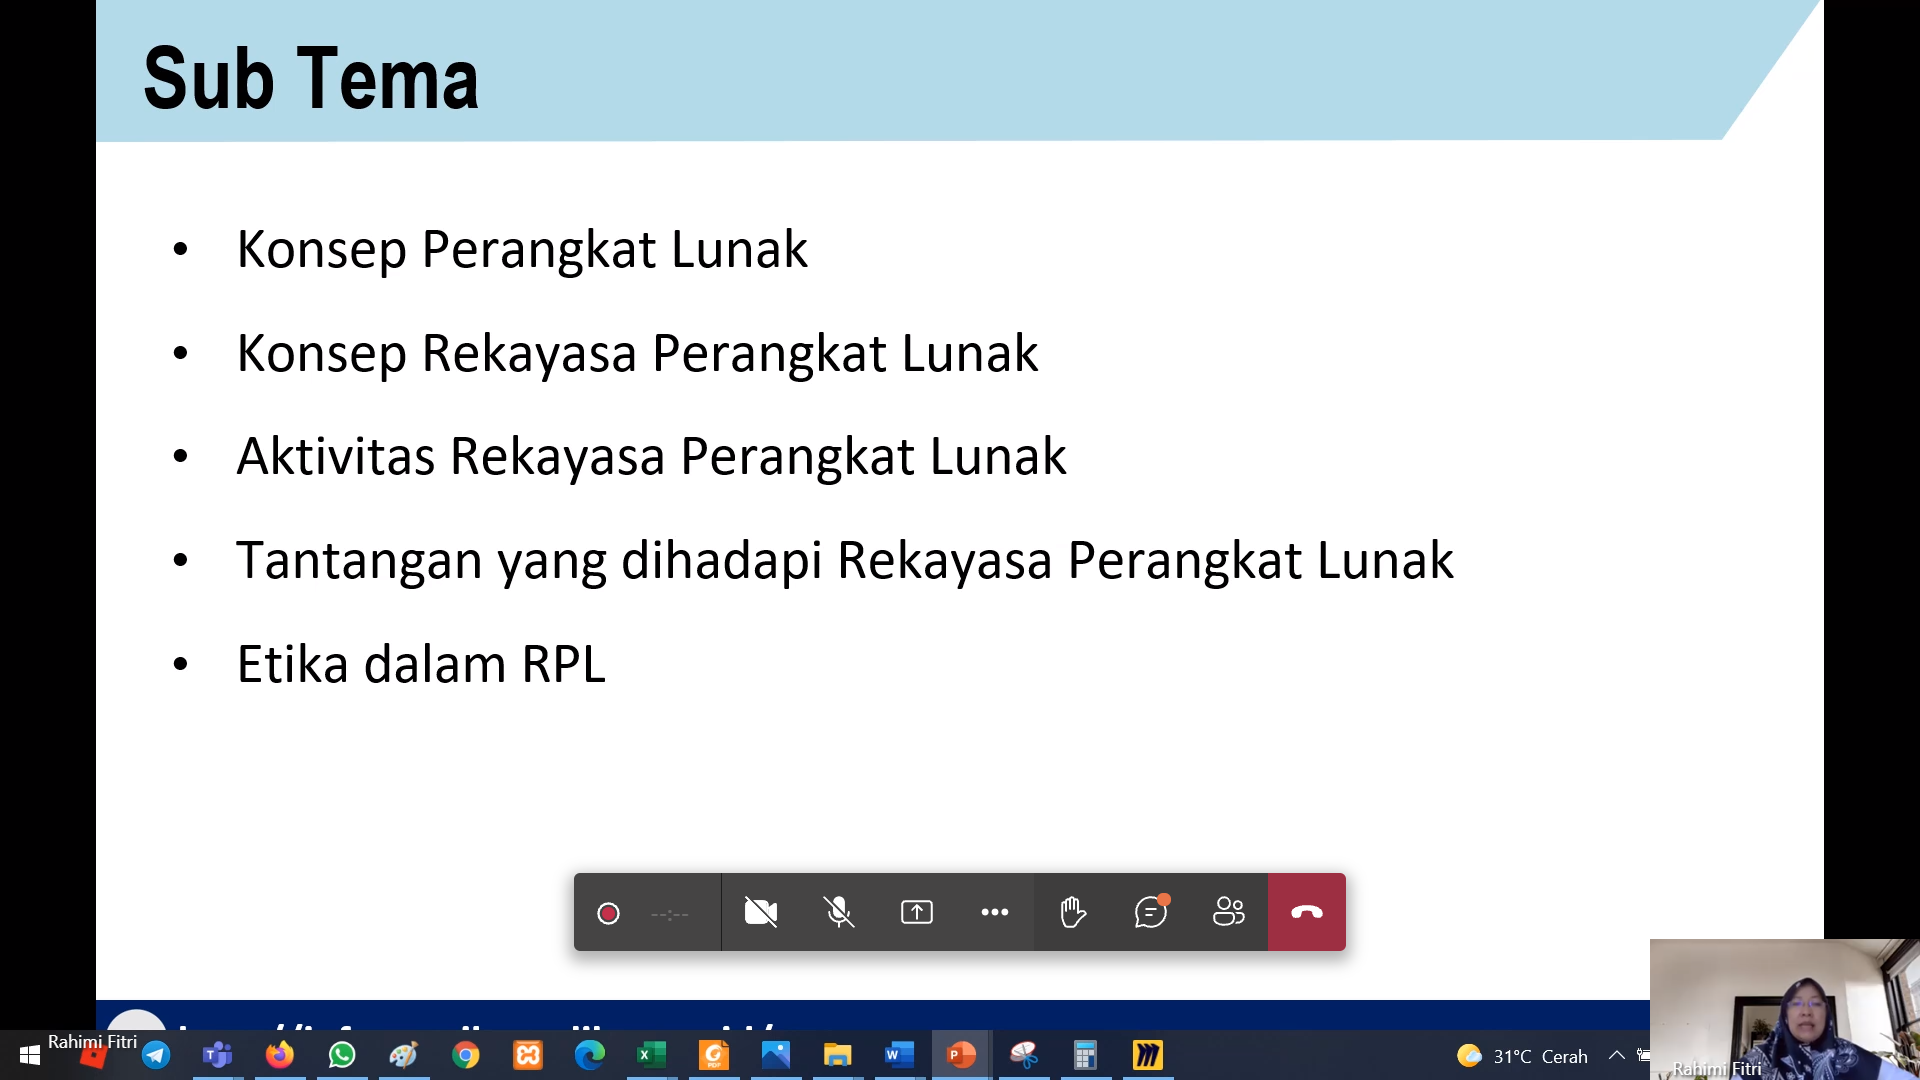 Sub Tema
• Konsep Perangkat Lunak
• Konsep Rekayasa Perangkat Lunak
• Aktivitas Rekayasa Perangkat Lunak
• Tantangan yang dihadapi Rekayasa Perangkat Lunak
• Etika dalam RPL
--:--
Rahimi Fitri
31°C Cerah
Rahimi Fitri